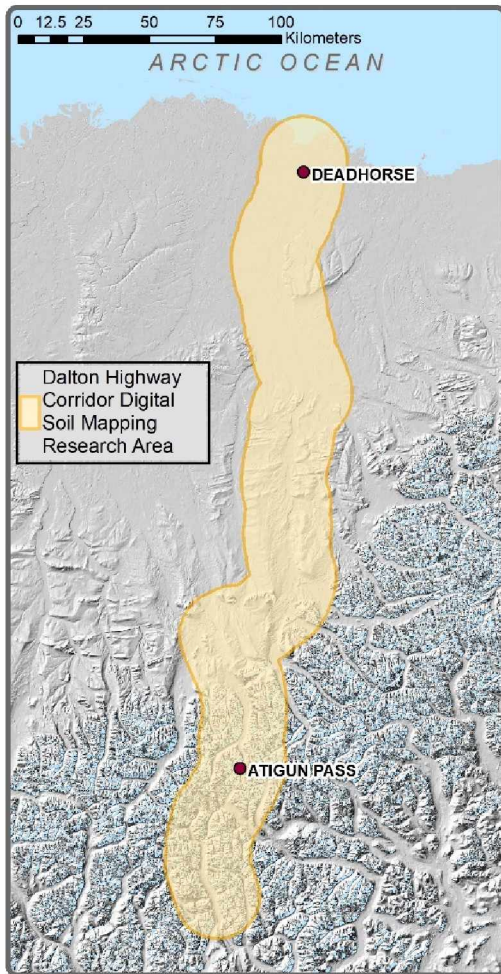 0 12.5 25 50 75 100
Kilometers
ARCTIC OCEAN
DEADHORSE
Dalton Highway
Corridor Digital
Soil Mapping
Research Area
ATIGUN PASS